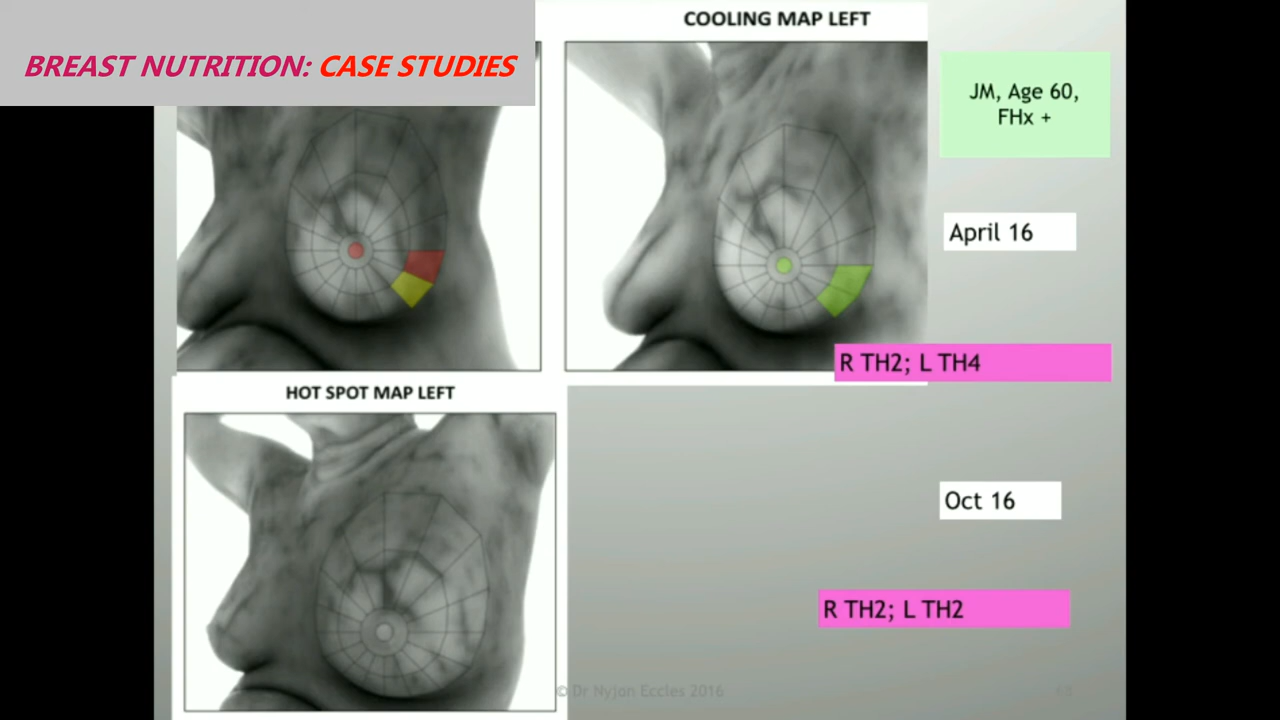 BREAST NUTRITION: CASE STUDIES
COOLING MAP LEFT
JM, Age 60,
FHx +
April 16
R TH2; L TH4
HOT SPOT MAP LEFT
Oct 16
R TH2; L TH2
© Dr Nyjon Eccles 2016